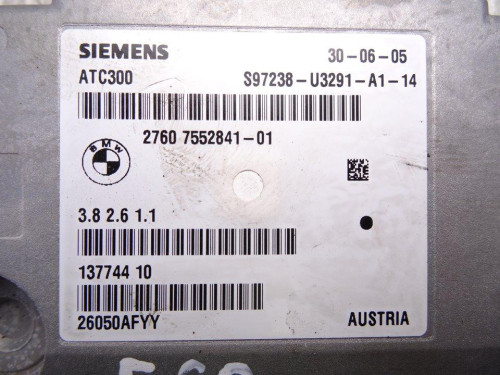 SIEMENS 30-06-05
ATC300 S97238-U3291-A1-14
BMW 2760 7552841-01
3.8 2.6 1.1
137744 10
26050AFYY AUSTRIA